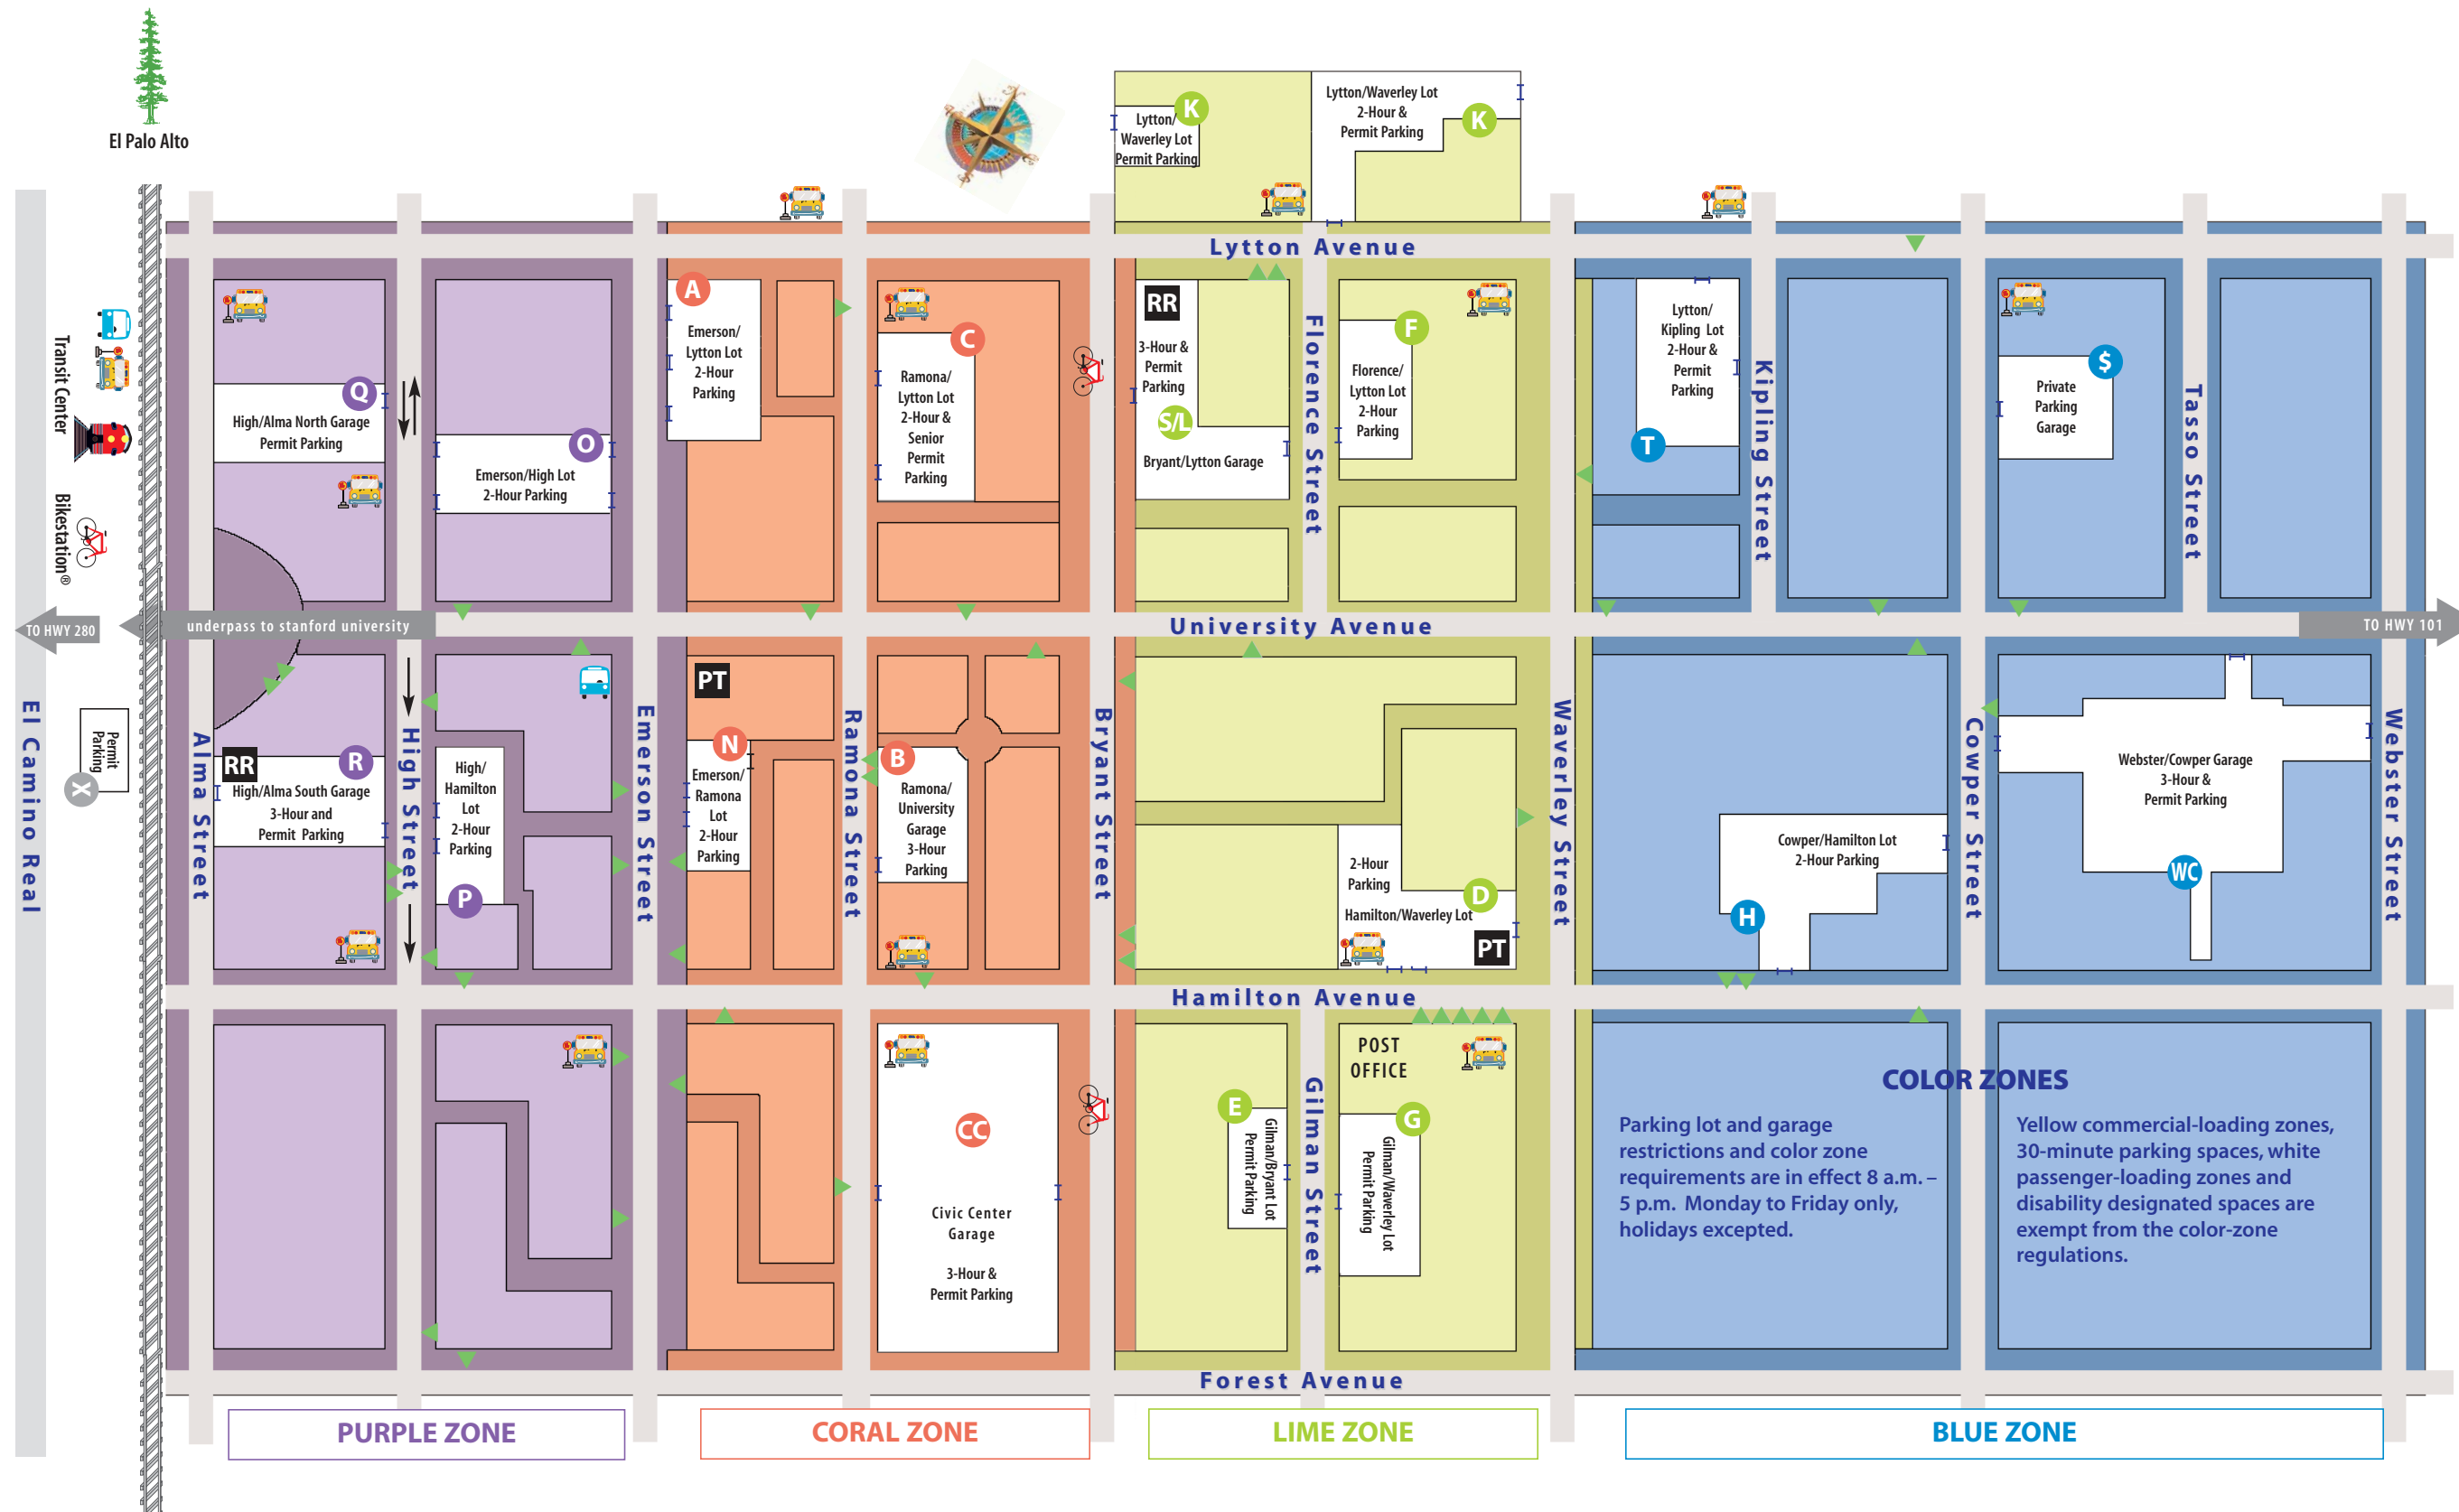 El Palo Alto
K
Lytton/
Waverley Lot
Permit Parking
Lytton/Waverley Lot
2-Hour &
Permit Parking
K
Lytton Avenue
Transit Center
Bikestation®
Q
High/Alma North Garage
Permit Parking
O
Emerson/High Lot
2-Hour Parking
A
Emerson/
Lytton Lot
2-Hour
Parking
C
Ramona/
Lytton Lot
2-Hour &
Senior
Permit
Parking
RR
3-Hour &
Permit
Parking
S/L
Bryant/Lytton Garage
Florence Street
F
Florence/
Lytton Lot
2-Hour
Parking
Lytton/
Kipling Lot
2-Hour &
Permit
Parking
T
Kipling Street
$
Private
Parking
Garage
Tasso Street
TO HWY 280
underpass to stanford university
University Avenue
TO HWY 101
El Camino Real
Permit
Parking
X
Alma Street
RR
R
High/Alma South Garage
3-Hour and
Permit Parking
High Street
High/
Hamilton
Lot
2-Hour
Parking
P
Emerson Street
PT
N
Emerson/
Ramona
Lot
2-Hour
Parking
Ramona Street
B
Ramona/
University
Garage
3-Hour
Parking
Bryant Street
2-Hour
Parking
D
Hamilton/Waverley Lot
PT
Waverley Street
Cowper/Hamilton Lot
2-Hour Parking
H
Cowper Street
Webster/Cowper Garage
3-Hour &
Permit Parking
WC
Webster Street
Hamilton Avenue
CC
Civic Center
Garage
3-Hour &
Permit Parking
E
Gilman/Bryant Lot
Permit Parking
Gilman Street
POST
OFFICE
G
Gilman/Waverley Lot
Permit Parking
COLOR ZONES
Parking lot and garage
restrictions and color zone
requirements are in effect 8 a.m. –
5 p.m. Monday to Friday only,
holidays excepted.
Yellow commercial-loading zones,
30-minute parking spaces, white
passenger-loading zones and
disability designated spaces are
exempt from the color-zone
regulations.
Forest Avenue
PURPLE ZONE
CORAL ZONE
LIME ZONE
BLUE ZONE